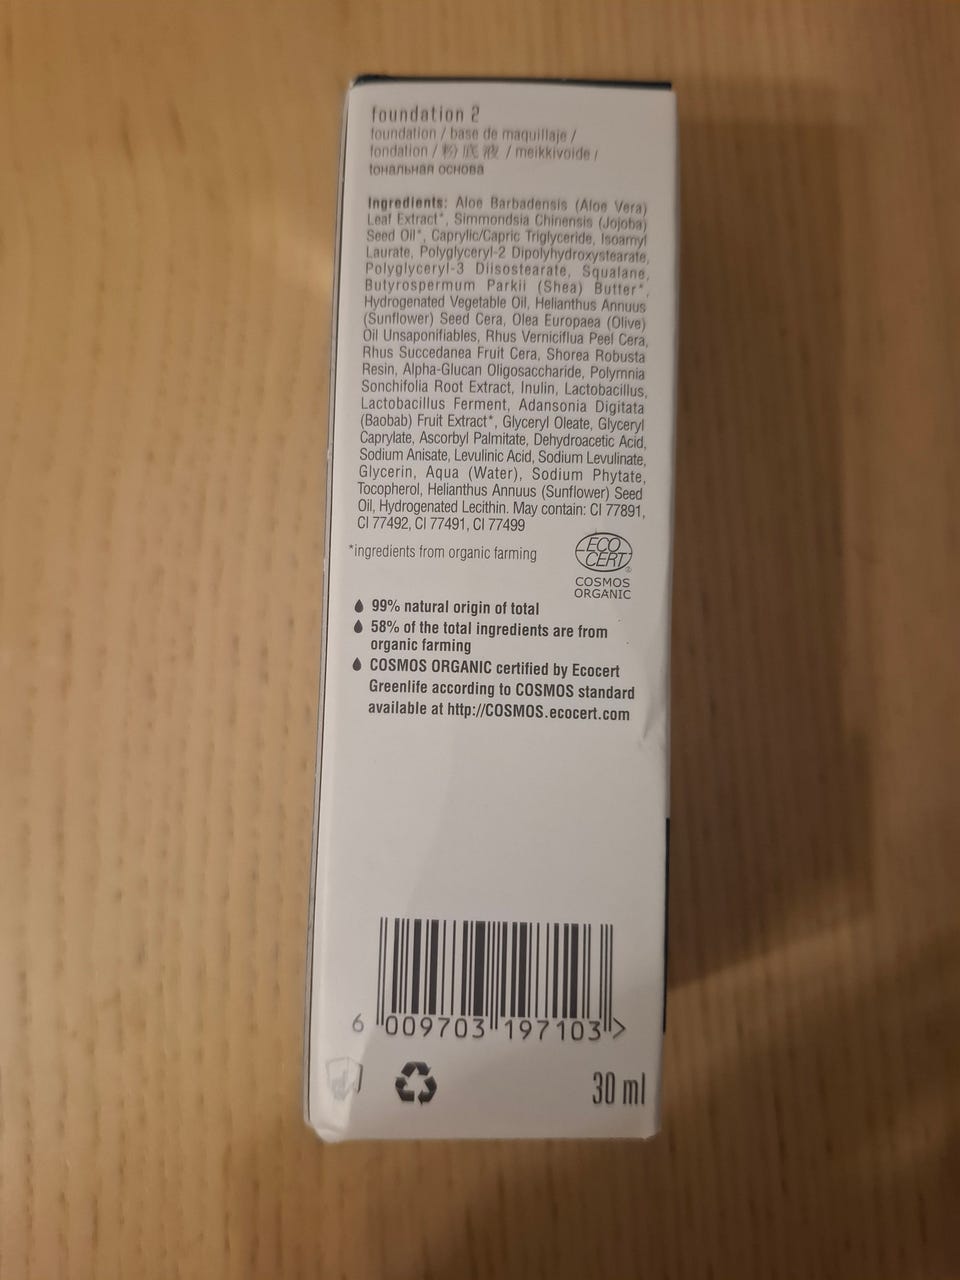 foundation 2
foundation / base de maquillaje /
fondation / 粉 底 液 / meikkivoide /
тональная основа
Ingredients: Aloe Barbadensis (Aloe Vera)
Leaf Extract*, Simmondsia Chinensis (Jojoba)
Seed Oil*, Caprylic/Capric Triglyceride, Isoamyl
Laurate, Polyglyceryl-2 Dipolyhydroxystearate,
Polyglyceryl-3 Diisostearate, Squalane,
Butyrospermum Parkii (Shea) Butter*,
Hydrogenated Vegetable Oil, Helianthus Annuus
(Sunflower) Seed Cera, Olea Europaea (Olive)
Oil Unsaponifiables, Rhus Verniciflua Peel Cera,
Rhus Succedanea Fruit Cera, Shorea Robusta
Resin, Alpha-Glucan Oligosaccharide, Polymnia
Sonchifolia Root Extract, Inulin, Lactobacillus,
Lactobacillus Ferment, Adansonia Digitata
(Baobab) Fruit Extract*, Glyceryl Oleate, Glyceryl
Caprylate, Ascorbyl Palmitate, Dehydroacetic Acid,
Sodium Anisate, Levulinic Acid, Sodium Levulinate,
Glycerin, Aqua (Water), Sodium Phytate,
Tocopherol, Helianthus Annuus (Sunflower) Seed
Oil, Hydrogenated Lecithin. May contain: CI 77891,
CI 77492, CI 77491, CI 77499
*ingredients from organic farming
ECO
CERT®
COSMOS
ORGANIC
99% natural origin of total
58% of the total ingredients are from
organic farming
COSMOS ORGANIC certified by Ecocert
Greenlife according to COSMOS standard
available at http://COSMOS.ecocert.com
6 009703 197103 >
30 ml